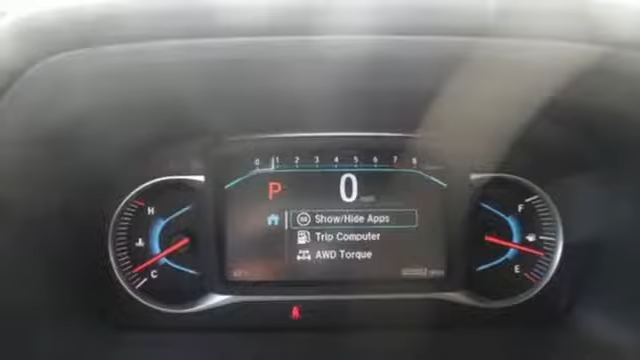 0 1 2 3 4 5 6 7 8
P 0
H F
Show/Hide Apps
Trip Computer
C E
AWD Torque